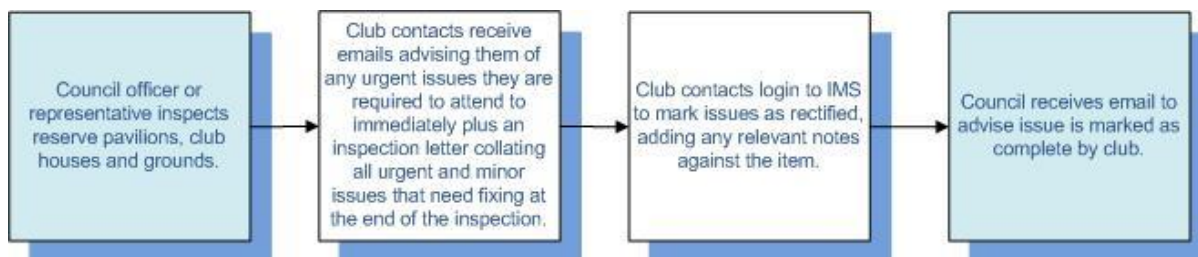 Council officer or
representative inspects
reserve pavilions, club
houses and grounds.
Club contacts receive
emails advising them of
any urgent issues they are
required to attend to
immediately plus an
inspection letter collating
all urgent and minor
issues that need fixing at
the end of the inspection.
Club contacts login to IMS
to mark issues as rectified,
adding any relevant notes
against the item.
Council receives email to
advise issue is marked as
complete by club.